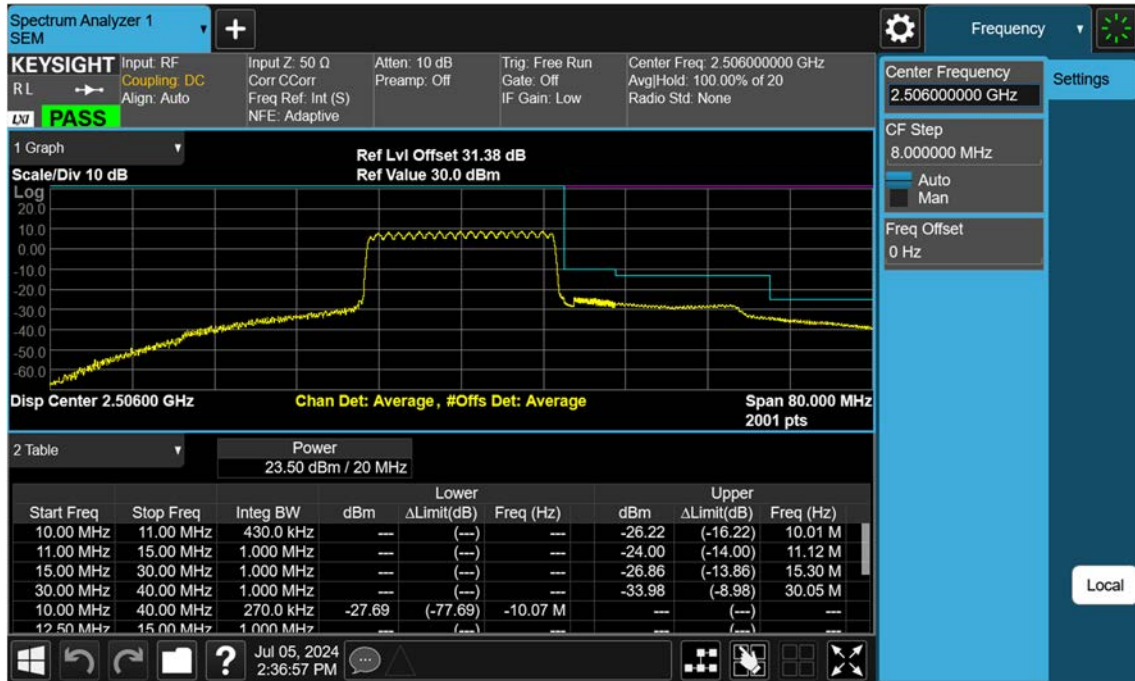 Spectrum Analyzer 1
SEM
Frequency
KEYSIGHT
RL
LXI
PASS
Input: RF
Coupling: DC
Align: Auto
Input Z: 50 Ω
Corr CCorr
Freq Ref: Int (S)
NFE: Adaptive
Atten: 10 dB
Preamp: Off
Trig: Free Run
Gate: Off
IF Gain: Low
Center Freq: 2.506000000 GHz
Avg|Hold: 100.00% of 20
Radio Std: None
Center Frequency
2.506000000 GHz
Settings
CF Step
8.000000 MHz
Auto
Man
Freq Offset
0 Hz
Local
1 Graph
Scale/Div 10 dB
Ref Lvl Offset 31.38 dB
Ref Value 30.0 dBm
Log
20.0
10.0
0.00
-10.0
-20.0
-30.0
-40.0
-50.0
-60.0
Disp Center 2.50600 GHz
Chan Det: Average, #Offs Det: Average
Span 80.000 MHz
2001 pts
2 Table
Power
23.50 dBm / 20 MHz
Lower Upper
Start Freq Stop Freq Integ BW dBm ΔLimit(dB) Freq (Hz) dBm ΔLimit(dB) Freq (Hz)
10.00 MHz 11.00 MHz 430.0 kHz --- (---) --- -26.22 (-16.22) 10.01 M
11.00 MHz 15.00 MHz 1.000 MHz --- (---) --- -24.00 (-14.00) 11.12 M
15.00 MHz 30.00 MHz 1.000 MHz --- (---) --- -26.86 (-13.86) 15.30 M
30.00 MHz 40.00 MHz 1.000 MHz --- (---) --- -33.98 (-8.98) 30.05 M
10.00 MHz 40.00 MHz 270.0 kHz -27.69 (-77.69) -10.07 M --- (---) ---
12.50 MHz 15.00 MHz 1.000 MHz --- (---) --- --- (---) ---
?
Jul 05, 2024
2:36:57 PM